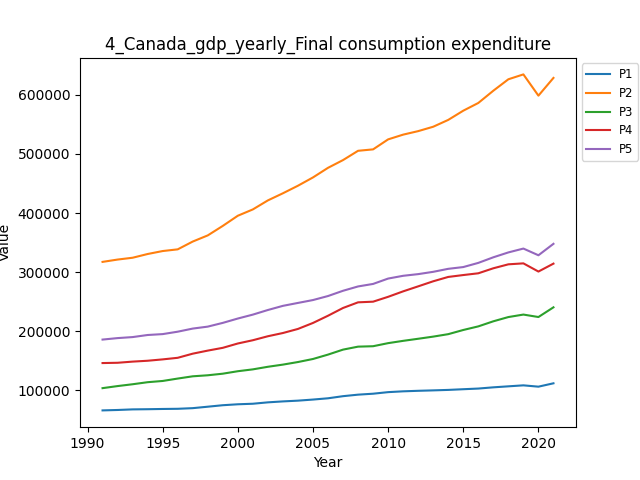 4_Canada_gdp_yearly_Final consumption expenditure
P1
P2
P3
P4
P5
600000
500000
400000
300000
200000
100000
Value
1990 1995 2000 2005 2010 2015 2020
Year